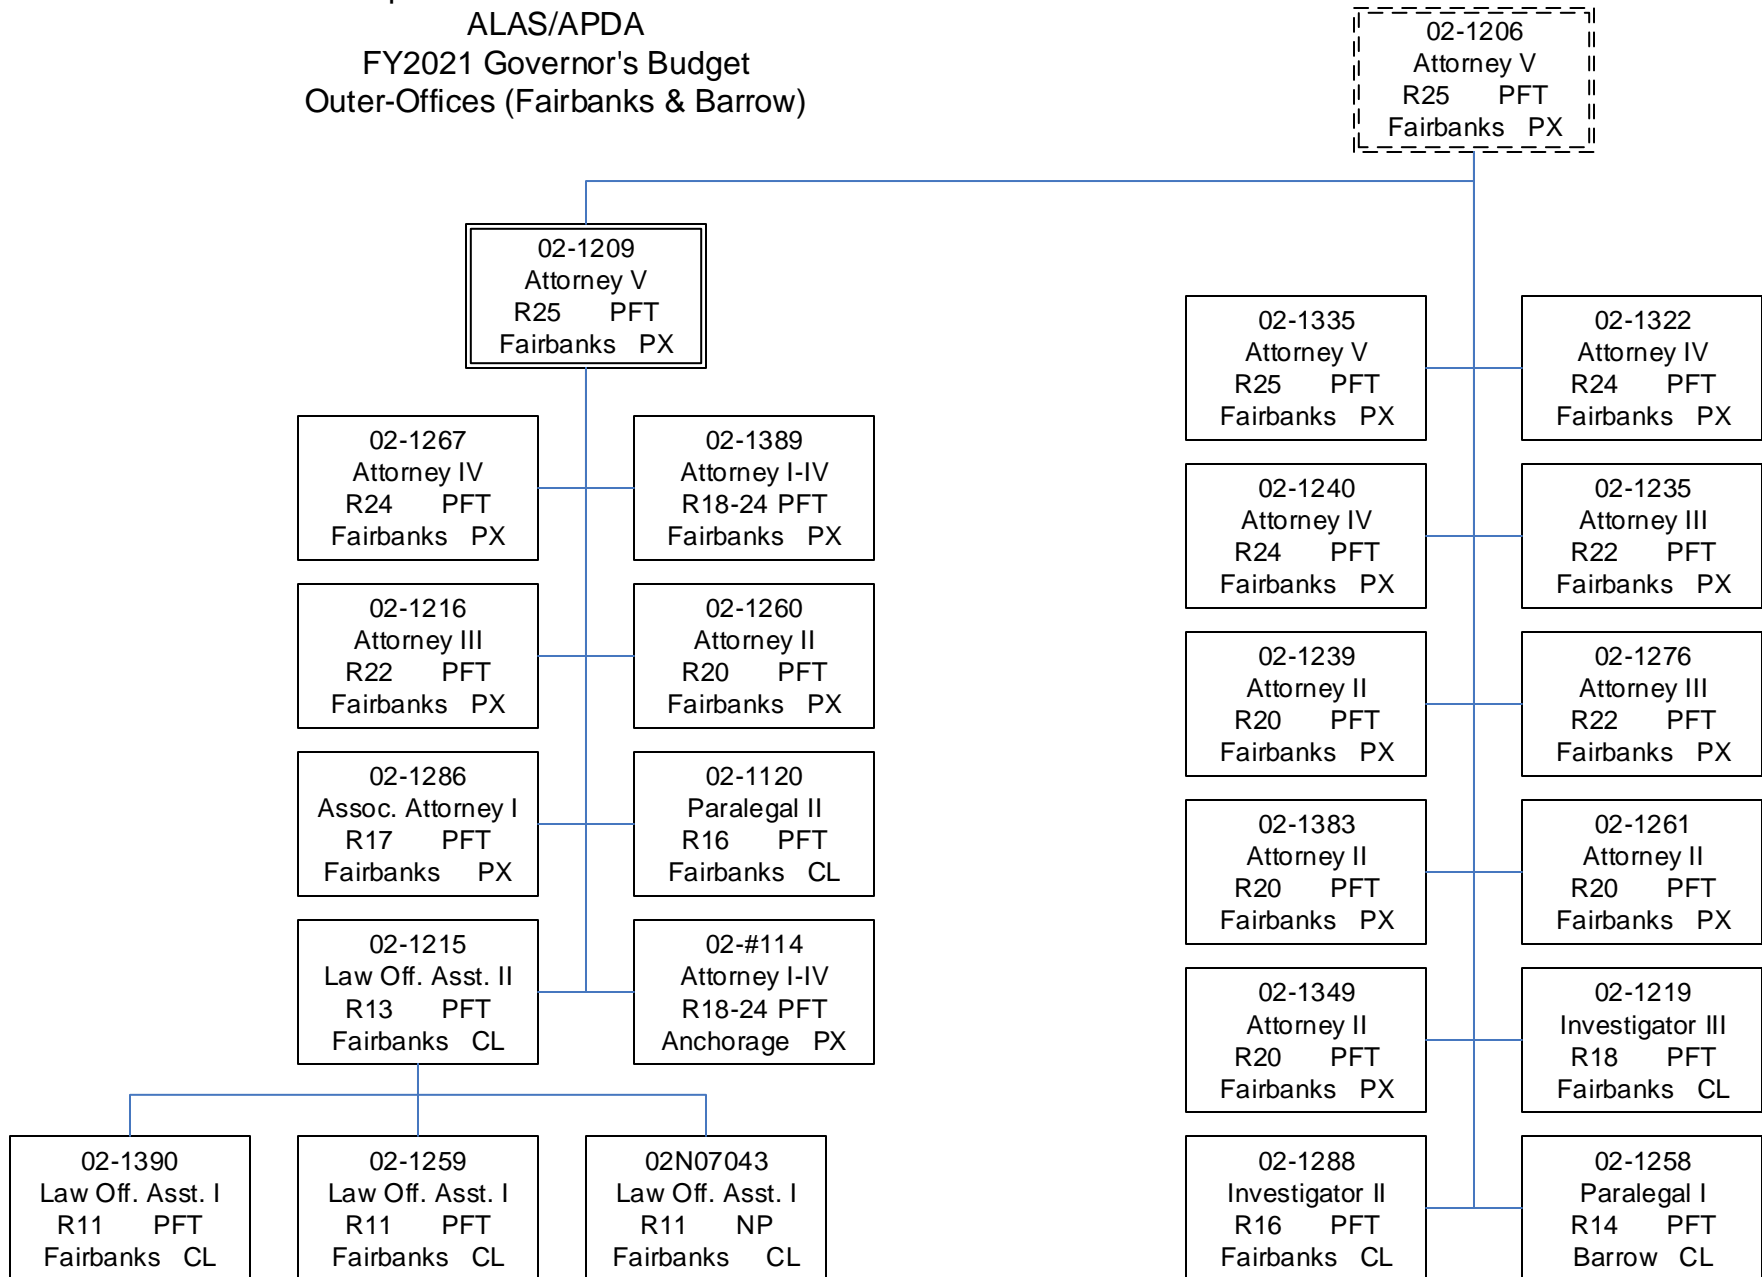 ALAS/APDA
FY2021 Governor's Budget
Outer-Offices (Fairbanks & Barrow)
02-1206
Attorney V
R25 PFT
Fairbanks PX
02-1209
Attorney V
R25 PFT
Fairbanks PX
02-1335
Attorney V
R25 PFT
Fairbanks PX
02-1322
Attorney IV
R24 PFT
Fairbanks PX
02-1267
Attorney IV
R24 PFT
Fairbanks PX
02-1389
Attorney I-IV
R18-24 PFT
Fairbanks PX
02-1240
Attorney IV
R24 PFT
Fairbanks PX
02-1235
Attorney III
R22 PFT
Fairbanks PX
02-1216
Attorney III
R22 PFT
Fairbanks PX
02-1260
Attorney II
R20 PFT
Fairbanks PX
02-1239
Attorney II
R20 PFT
Fairbanks PX
02-1276
Attorney III
R22 PFT
Fairbanks PX
02-1286
Assoc. Attorney I
R17 PFT
Fairbanks PX
02-1120
Paralegal II
R16 PFT
Fairbanks CL
02-1383
Attorney II
R20 PFT
Fairbanks PX
02-1261
Attorney II
R20 PFT
Fairbanks PX
02-1215
Law Off. Asst. II
R13 PFT
Fairbanks CL
02-#114
Attorney I-IV
R18-24 PFT
Anchorage PX
02-1349
Attorney II
R20 PFT
Fairbanks PX
02-1219
Investigator III
R18 PFT
Fairbanks CL
02-1390
Law Off. Asst. I
R11 PFT
Fairbanks CL
02-1259
Law Off. Asst. I
R11 PFT
Fairbanks CL
02N07043
Law Off. Asst. I
R11 NP
Fairbanks CL
02-1288
Investigator II
R16 PFT
Fairbanks CL
02-1258
Paralegal I
R14 PFT
Barrow CL